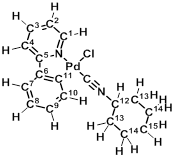 H H
3 2
H 4 1 H
5 N Cl
H 6 11 Pd C
7 N H H
H 8 9 10 H 12 13 H
H H H 13 14 H
H 14 15 H
H H H